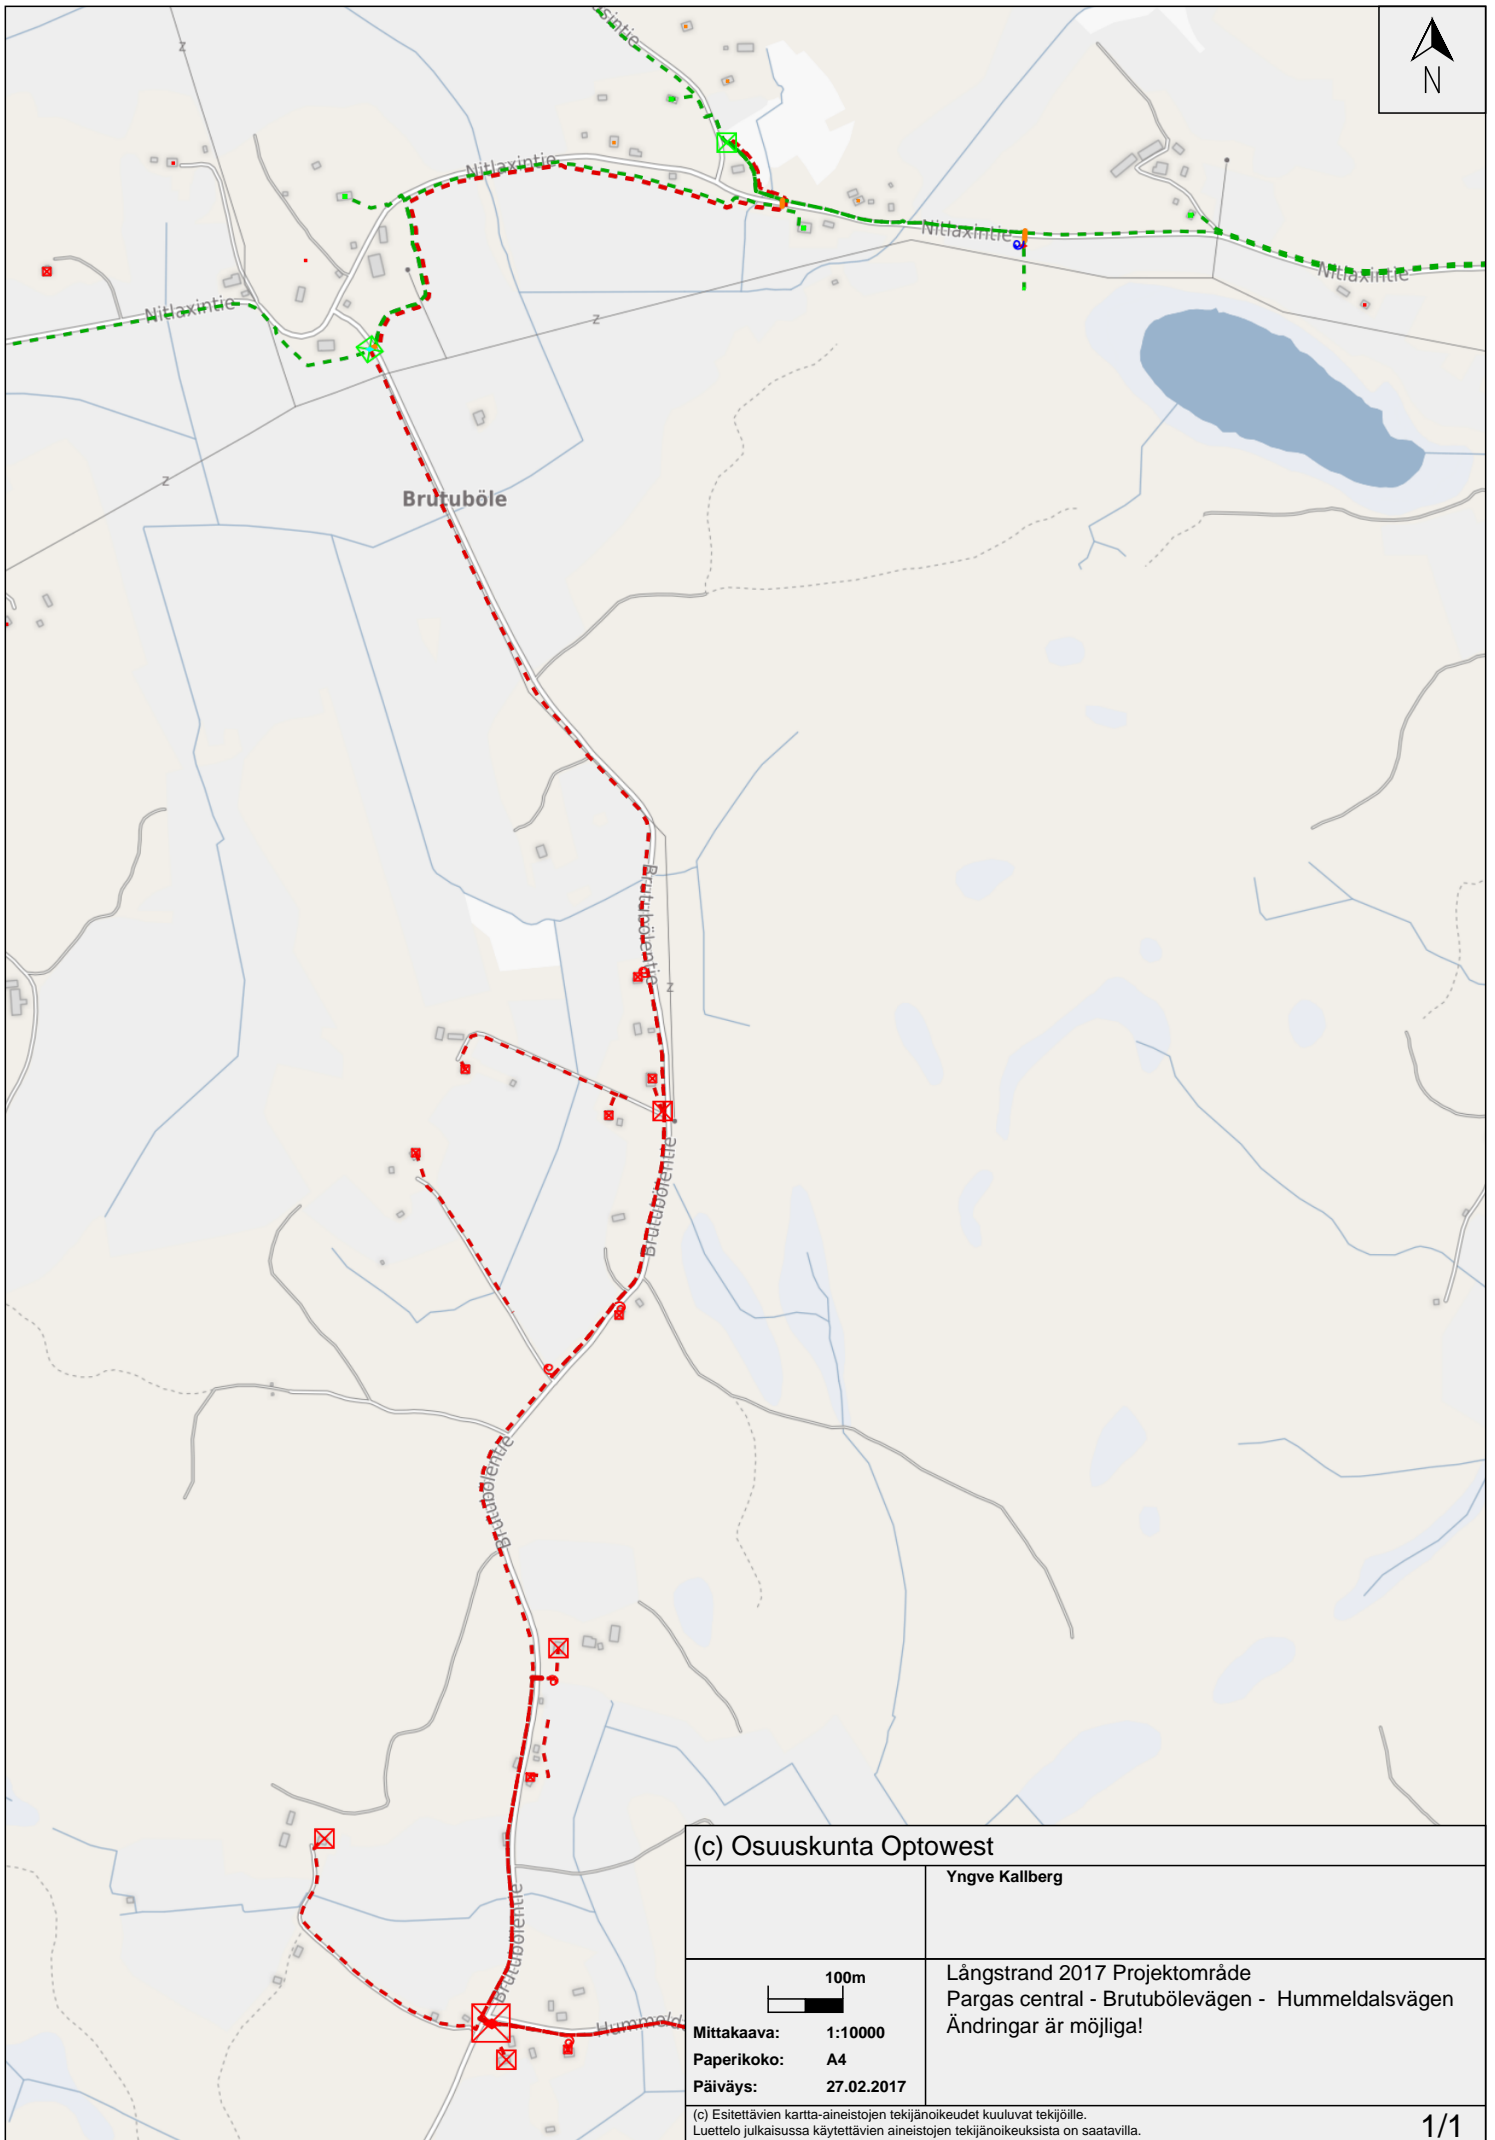 sintie
N
Nitlaxintie
Nitlaxintie
Nitlaxintie
Nitlaxintie
z
z
z
Brutuböle
Brutubölentie
z
Brutubölentie
Brutubölentie
Brutubölentie
Hummeld
(c) Osuuskunta Optowest
Yngve Kallberg
100m
Mittakaava: 1:10000
Paperikoko: A4
Päiväys: 27.02.2017
Långstrand 2017 Projektområde
Pargas central - Brutubölevägen - Hummeldalsvägen
Ändringar är möjliga!
(c) Esitettävien kartta-aineistojen tekijänoikeudet kuuluvat tekijöille.
Luettelo julkaisussa käytettävien aineistojen tekijänoikeuksista on saatavilla.
1/1